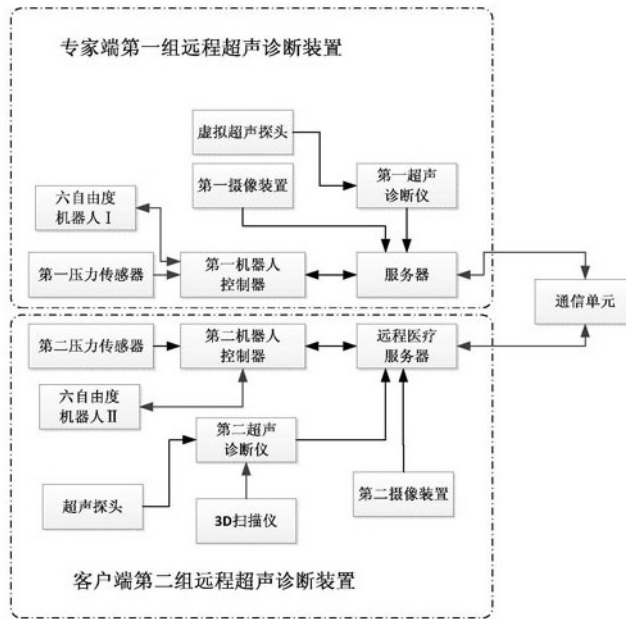 专家端第一组远程超声诊断装置
虚拟超声探头
第一摄像装置
第一超声
诊断仪
六自由度
机器人 I
第一压力传感器
第一机器人
控制器
服务器
通信单元
第二压力传感器
第二机器人
控制器
远程医疗
服务器
六自由度
机器人 II
第二超声
诊断仪
超声探头
3D扫描仪
第二摄像装置
客户端第二组远程超声诊断装置